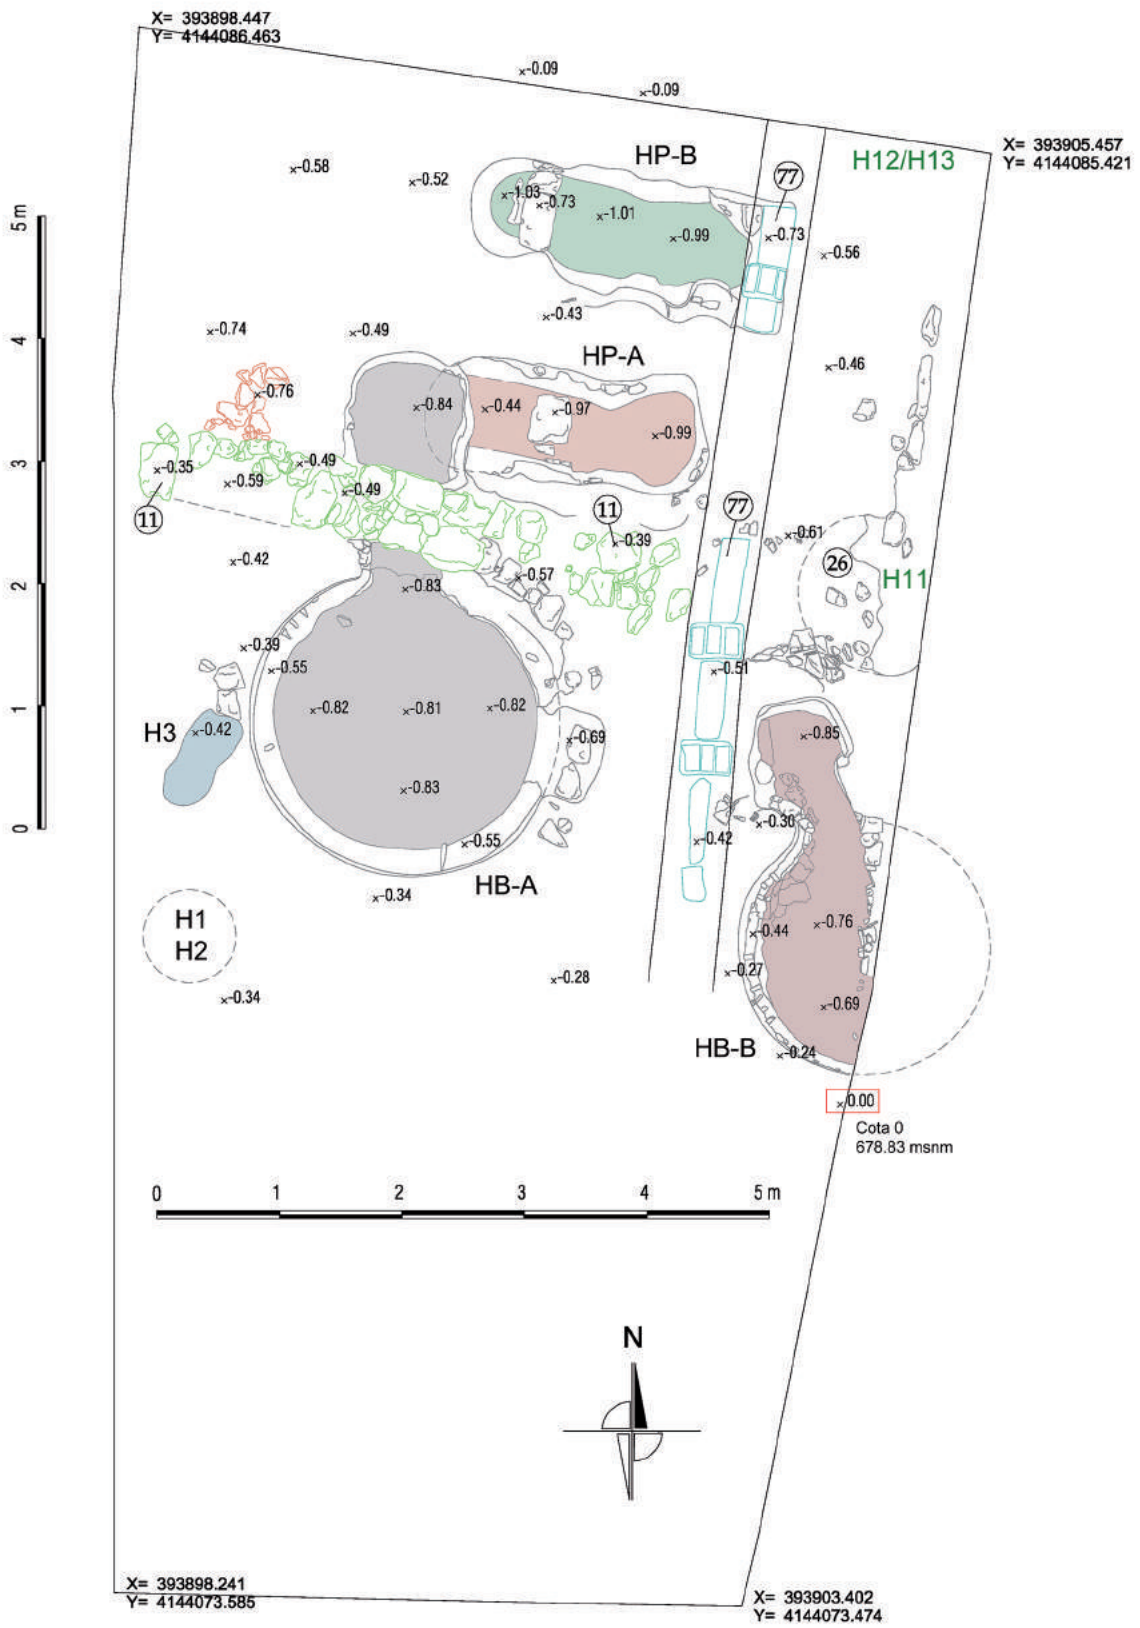 X= 393898.447
Y= 4144086.463
×-0.09
×-0.09
X= 393905.457
Y= 4144085.421
HP-B
H12/H13
77
×-0.58
×-0.52
×-1.03
×-0.73
×-1.01
×-0.99
×-0.73
×-0.56
5 m
×-0.43
×-0.74
×-0.49
HP-A
×-0.46
4
×-0.76
×-0.84
×-0.44
×-0.97
×-0.99
3
×-0.35
×-0.59
×-0.49
×-0.49
11
11
77
×-0.39
×-0.61
×-0.42
×-0.57
26
H11
2
×-0.83
×-0.39
×-0.55
×-0.51
1
×-0.82
×-0.81
×-0.82
H3
×-0.42
×-0.69
×-0.85
×-0.83
0
×-0.30
×-0.42
×-0.55
HB-A
×-0.34
H1
H2
×-0.44
×-0.76
×-0.34
×-0.28
×-0.27
×-0.69
HB-B
×-0.24
×0.00
Cota 0
678.83 msnm
0 1 2 3 4 5 m
N
X= 393898.241
Y= 4144073.585
X= 393903.402
Y= 4144073.474